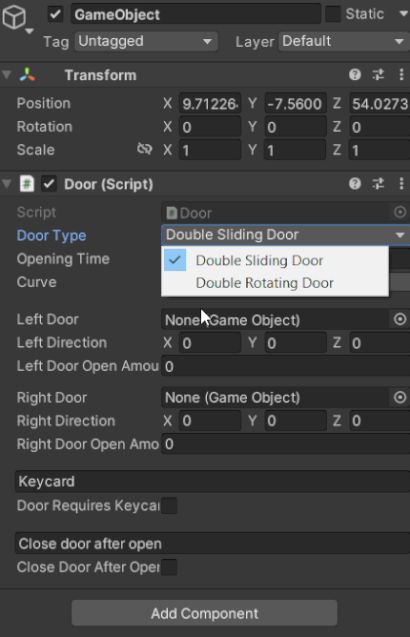 GameObject Static
Tag Untagged Layer Default
Transform
Position X 9.71226 Y -7.5600 Z 54.0273
Rotation X 0 Y 0 Z 0
Scale X 1 Y 1 Z 1
# Door (Script)
Script # Door
Door Type Double Sliding Door
Opening Time Double Sliding Door
Curve Double Rotating Door
Left Door None (Game Object)
Left Direction X 0 Y 0 Z 0
Left Door Open Amou 0
Right Door None (Game Object)
Right Direction X 0 Y 0 Z 0
Right Door Open Amo 0
Keycard
Door Requires Keycar
Close door after open
Close Door After Oper
Add Component